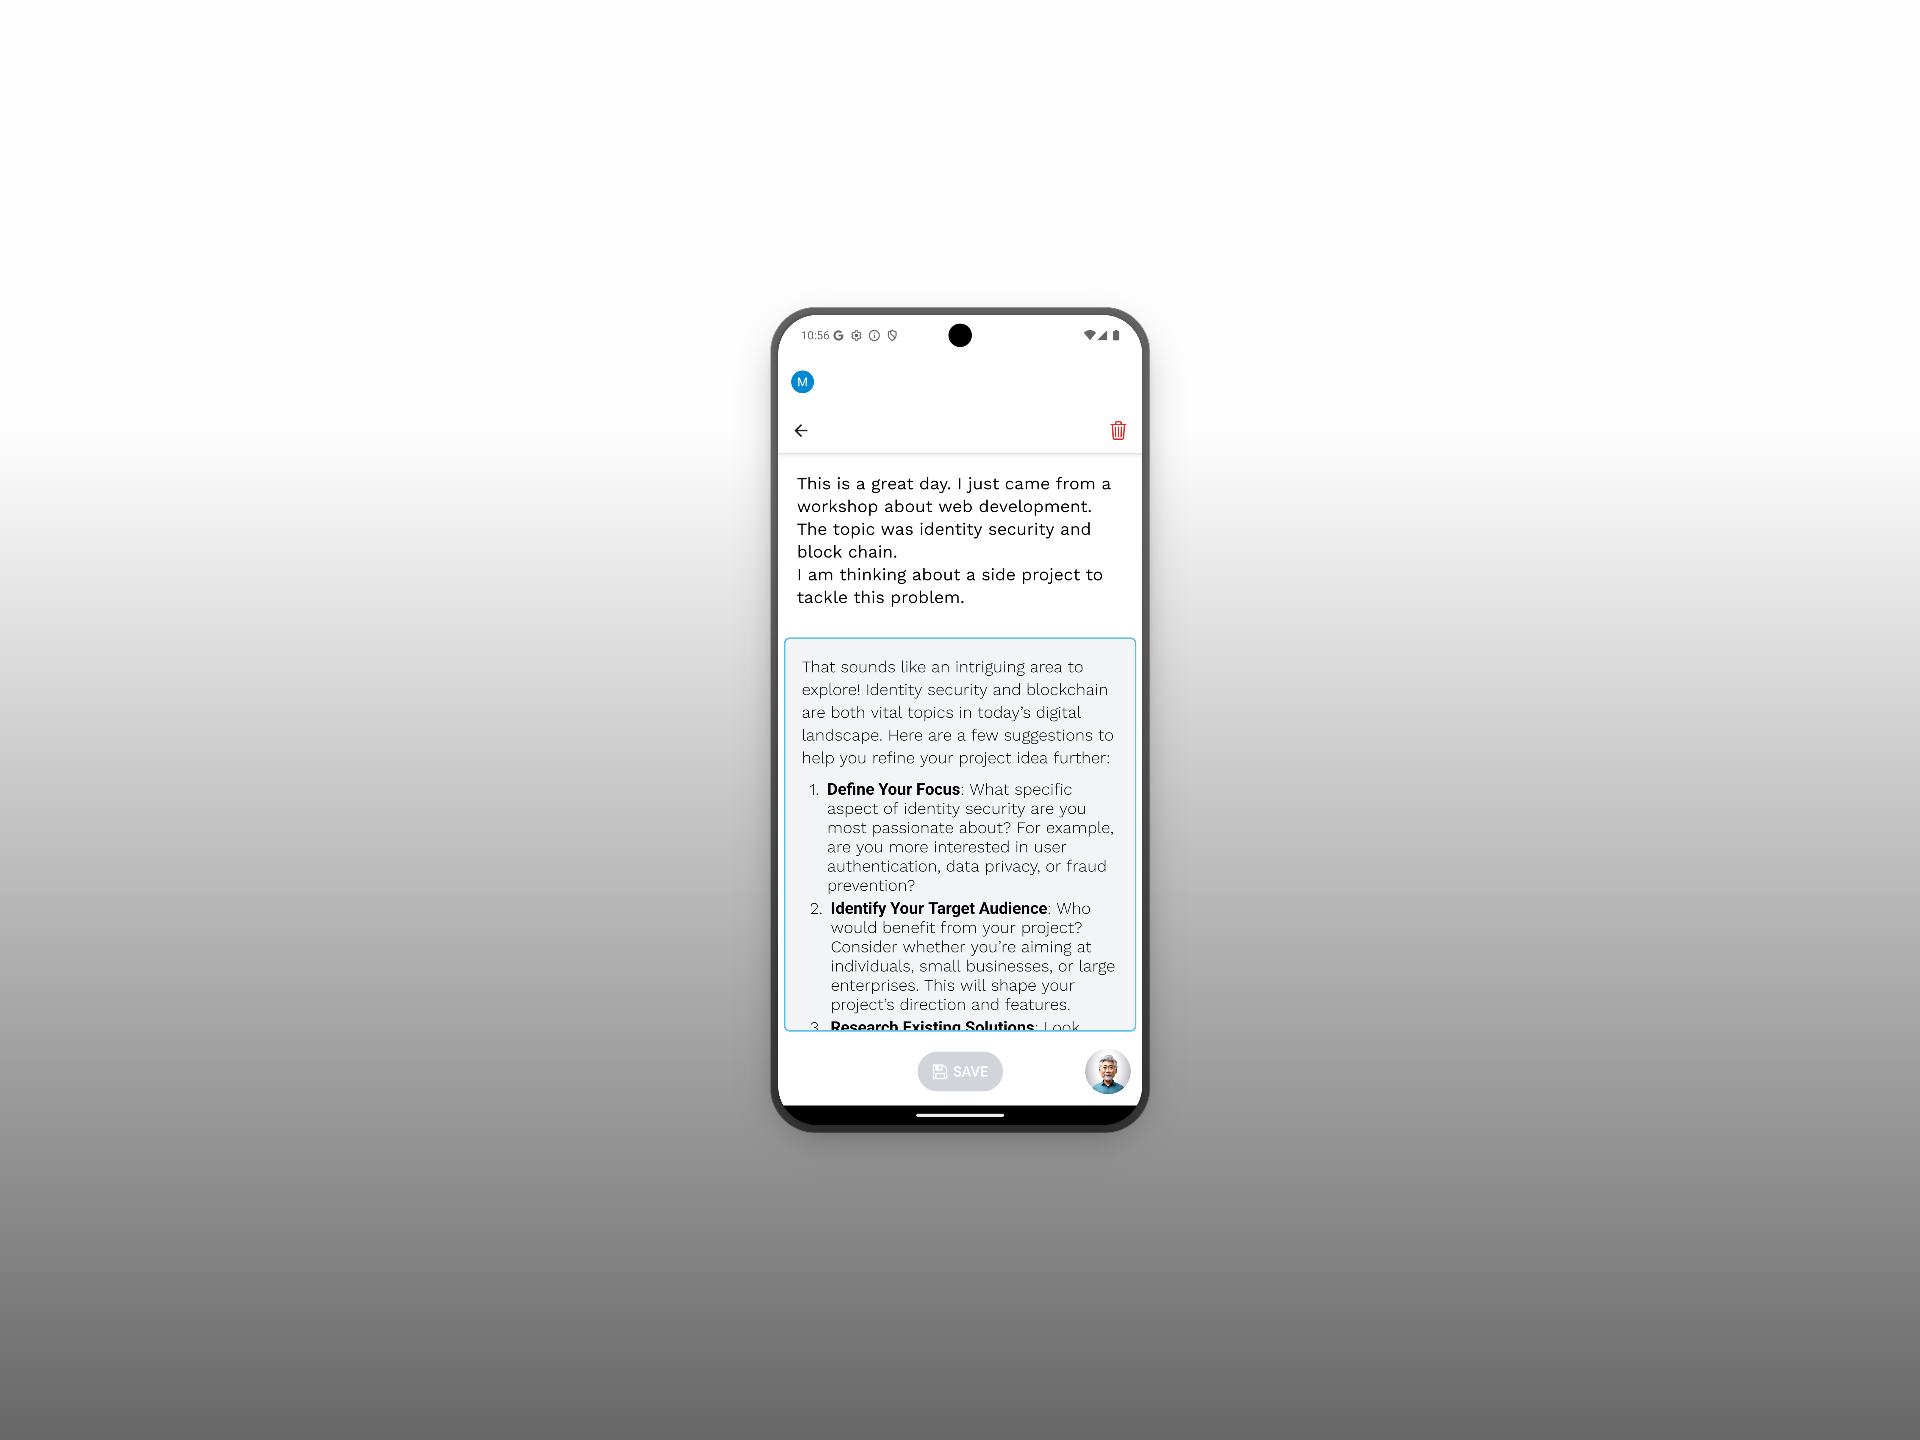 10:56
M
This is a great day. I just came from a
workshop about web development.
The topic was identity security and
block chain.
I am thinking about a side project to
tackle this problem.
That sounds like an intriguing area to
explore! Identity security and blockchain
are both vital topics in today's digital
landscape. Here are a few suggestions to
help you refine your project idea further:
1. Define Your Focus: What specific
aspect of identity security are you
most passionate about? For example,
are you more interested in user
authentication, data privacy, or fraud
prevention?
2. Identify Your Target Audience: Who
would benefit from your project?
Consider whether you're aiming at
individuals, small businesses, or large
enterprises. This will shape your
project's direction and features.
3. Research Existing Solutions: Look
SAVE